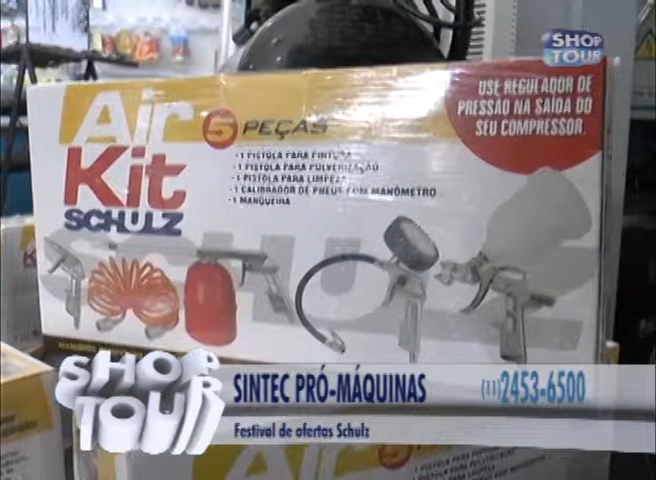 SHOP
TOUR
Air
Kit
SCHULZ
5 PEÇAS
USE REGULADOR DE
PRESSÃO NA SAÍDA DO
SEU COMPRESSOR.
• 1 PISTOLA PARA PINTURA
• 1 PISTOLA PARA PULVERIZAÇÃO
• 1 PISTOLA PARA LIMPEZA
• 1 CALIBRADOR DE PNEUS COM MANÔMETRO
• 1 MANGUEIRA
SCHULZ
SHOP
TOUR
SINTEC PRÓ-MÁQUINAS
(11)2453-6500
Festival de ofertas Schulz
Air